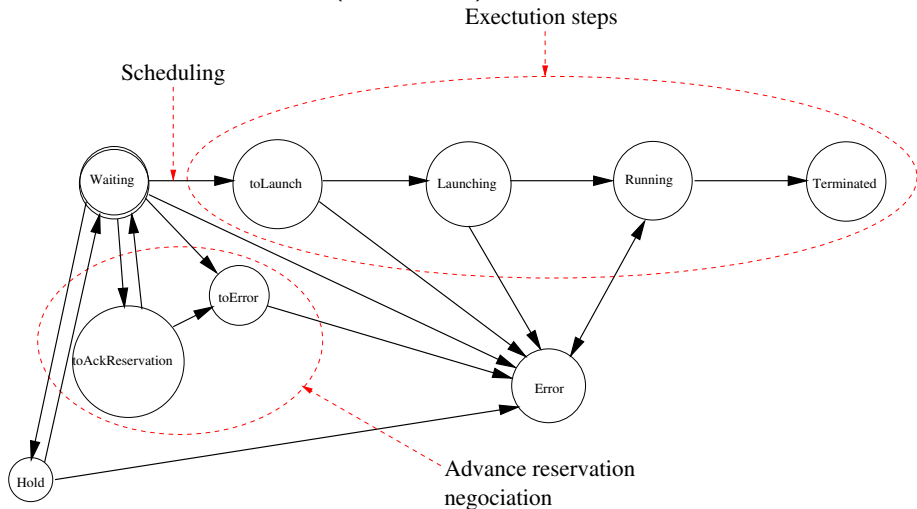 Exectution steps
Scheduling
Waiting
toLaunch
Launching
Running
Terminated
toError
toAckReservation
Error
Hold
Advance reservation
negociation